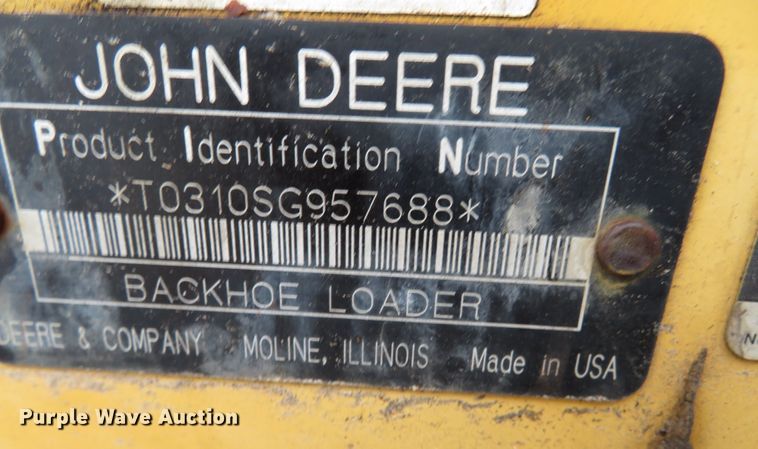 JOHN DEERE
Product Identification Number
*T0310SG957688*
BACKHOE LOADER
DEERE & COMPANY MOLINE, ILLINOIS Made in USA
Purple Wave Auction